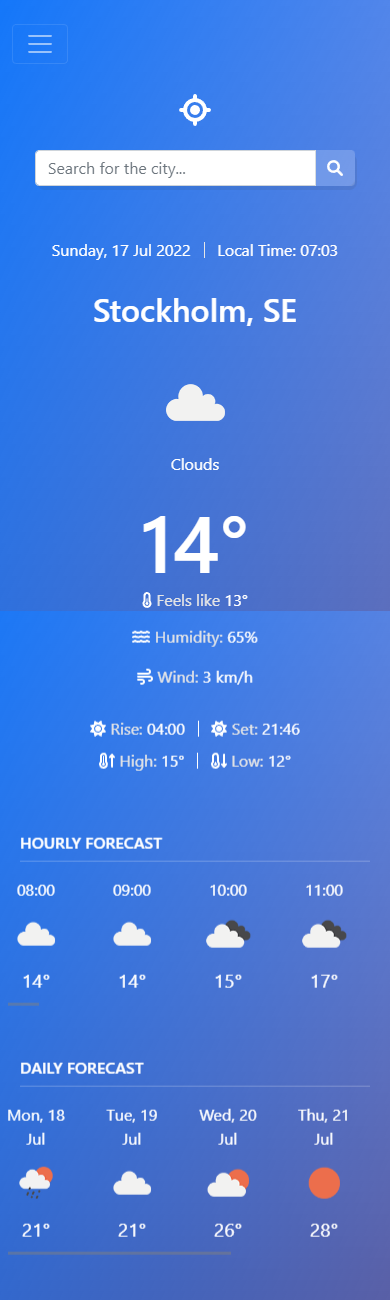 Search for the city...
Sunday, 17 Jul 2022 | Local Time: 07:03
Stockholm, SE
Clouds
14°
Feels like 13°
Humidity: 65%
Wind: 3 km/h
Rise: 04:00 | Set: 21:46
High: 15° | Low: 12°
HOURLY FORECAST
08:00 09:00 10:00 11:00
14° 14° 15° 17°
DAILY FORECAST
Mon, 18 Tue, 19 Wed, 20 Thu, 21
Jul Jul Jul Jul
21° 21° 26° 28°